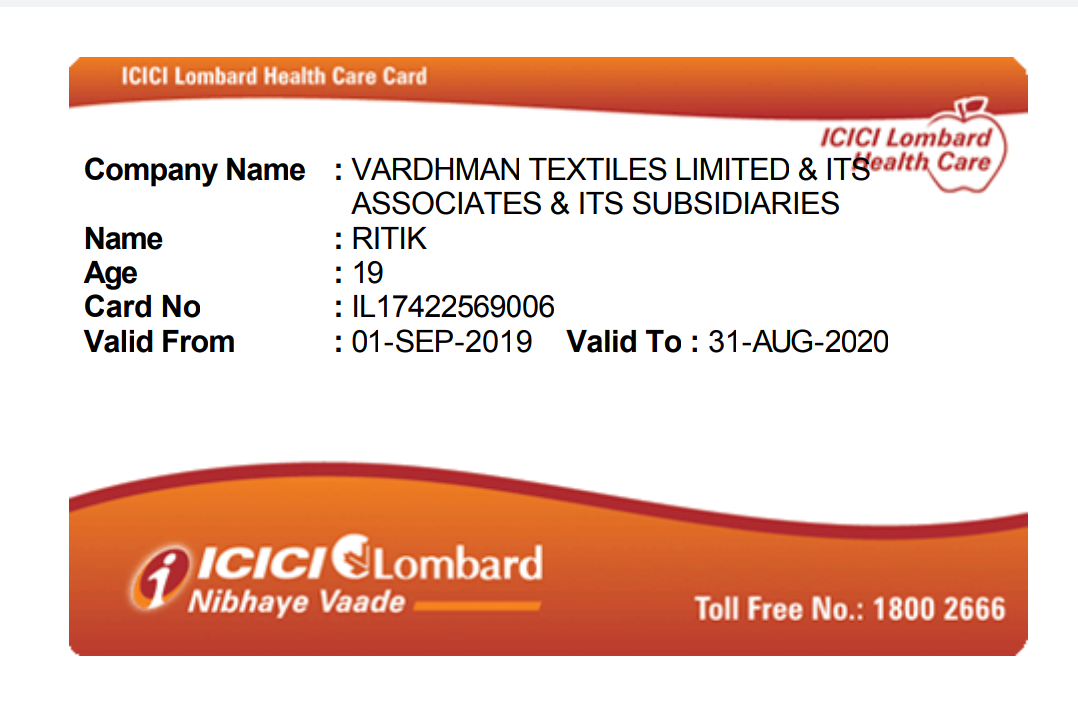 ICICI Lombard Health Care Card
ICICI Lombard
Health Care
Company Name : VARDHMAN TEXTILES LIMITED & ITS
ASSOCIATES & ITS SUBSIDIARIES
Name : RITIK
Age : 19
Card No : IL17422569006
Valid From : 01-SEP-2019 Valid To : 31-AUG-2020
i ICICI Lombard
Nibhaye Vaade
Toll Free No.: 1800 2666